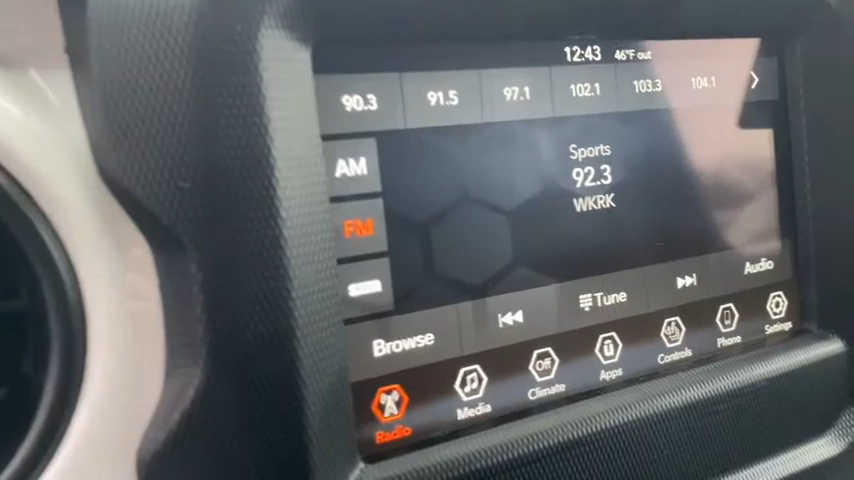 12:43 46°F out
90.3 91.5 97.1 102.1 103.3 104.1
AM
FM
Sports
92.3
WKRK
Browse Tune Audio
Radio Media Off Climate Apps Controls Phone Settings